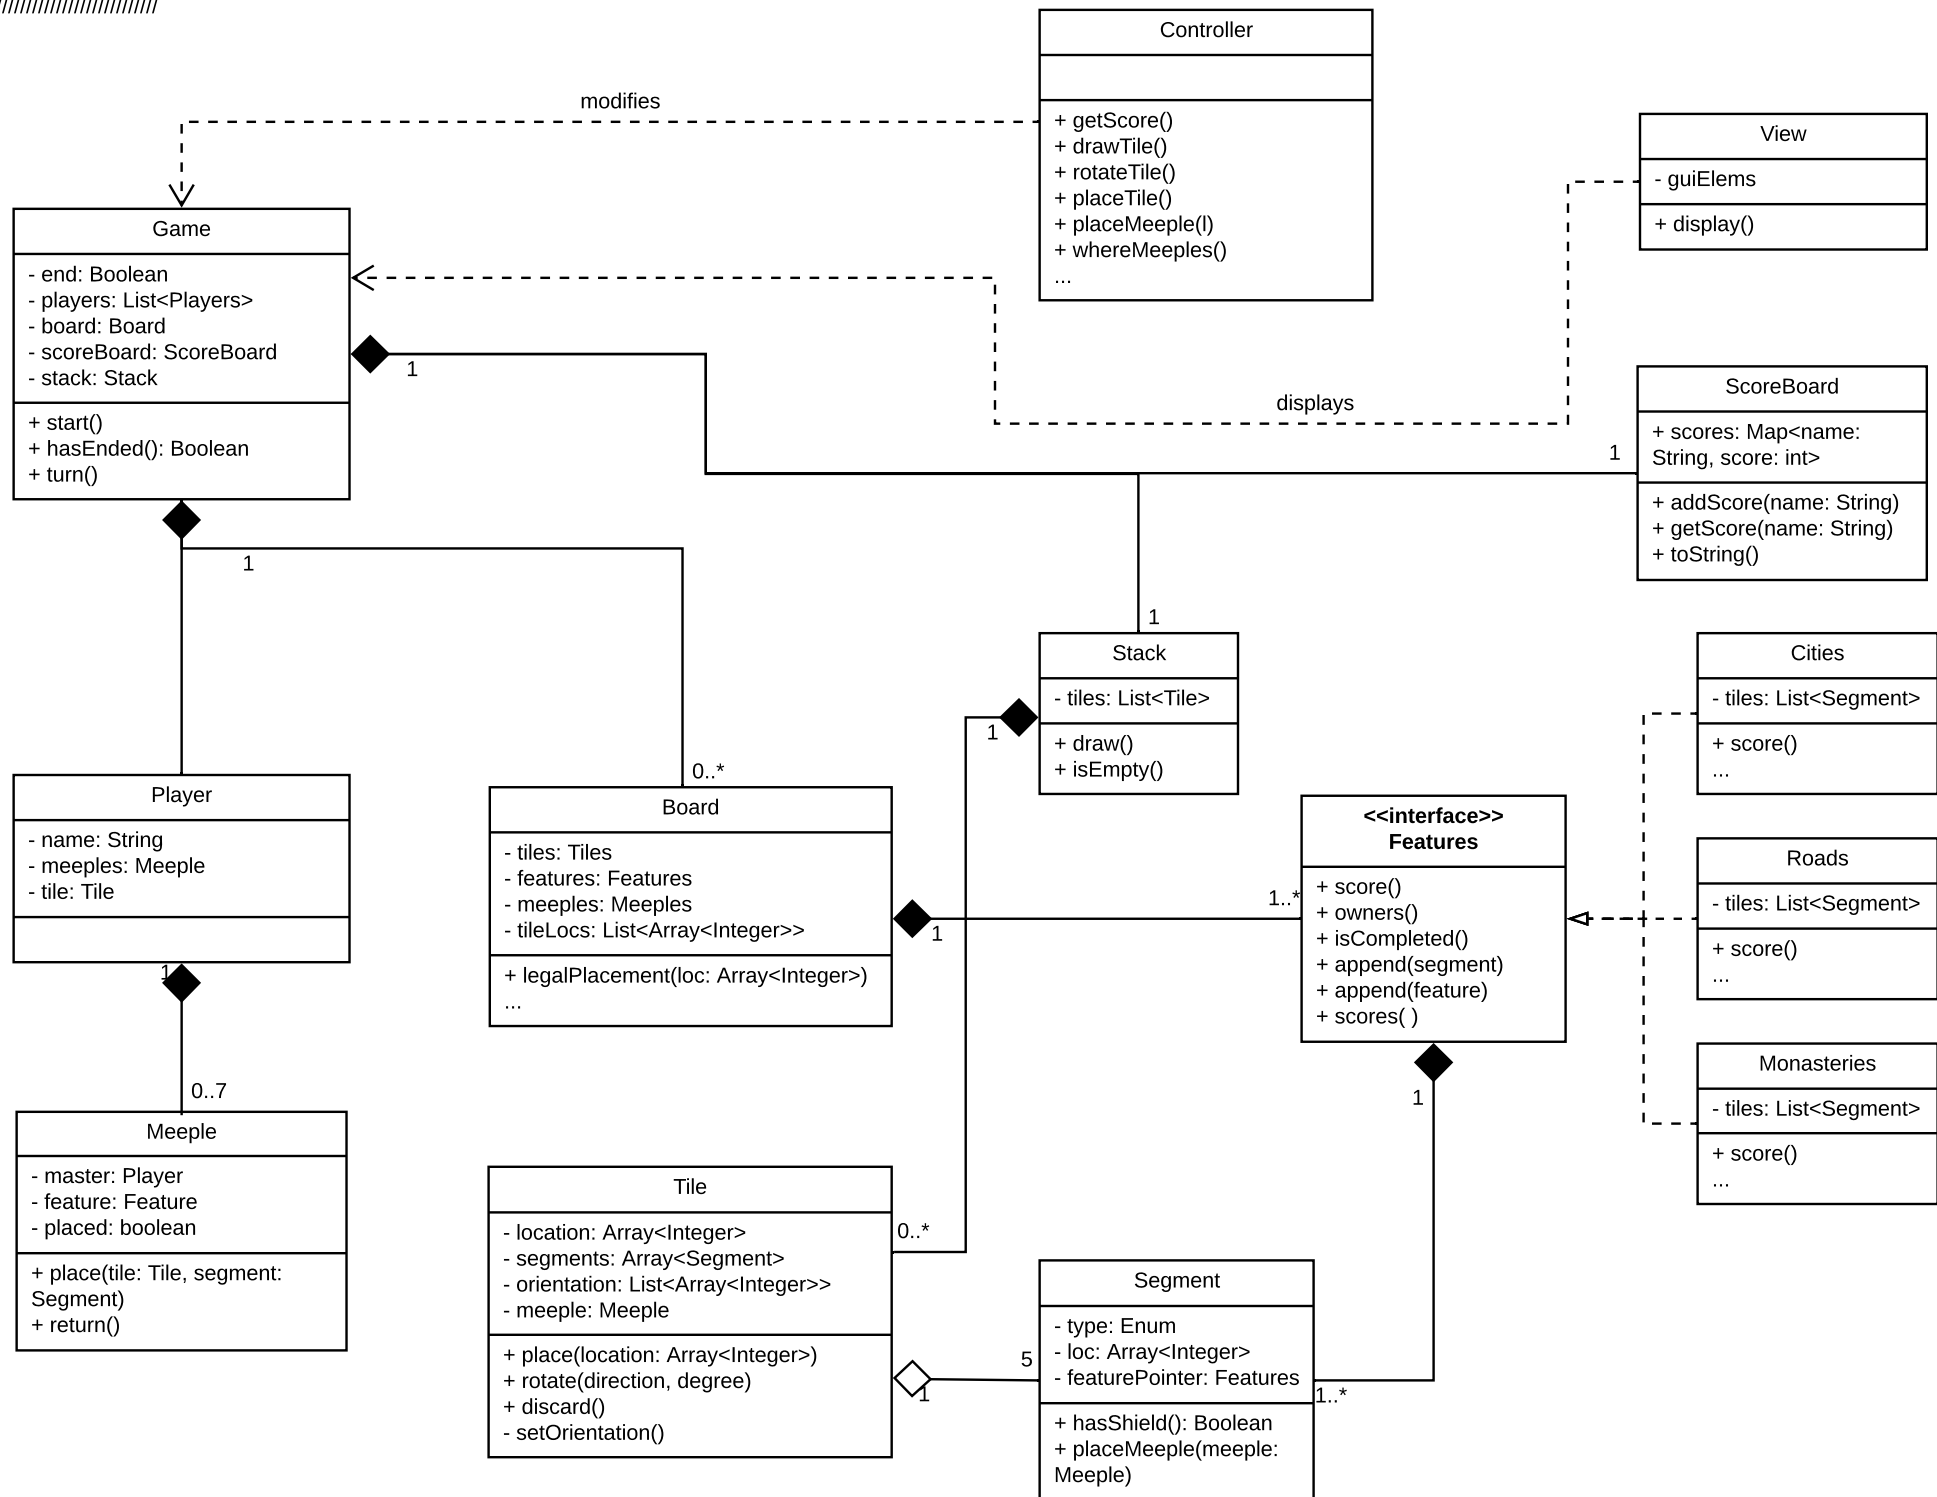 //////////////////////////
Controller
+ getScore()
+ drawTile()
+ rotateTile()
+ placeTile()
+ placeMeeple(l)
+ whereMeeples()
...
modifies
View
- guiElems
+ display()
Game
- end: Boolean
- players: List<Players>
- board: Board
- scoreBoard: ScoreBoard
- stack: Stack
+ start()
+ hasEnded(): Boolean
+ turn()
1
displays
ScoreBoard
+ scores: Map<name:
String, score: int>
+ addScore(name: String)
+ getScore(name: String)
+ toString()
1
1
1
Stack
- tiles: List<Tile>
+ draw()
+ isEmpty()
1
Cities
- tiles: List<Segment>
+ score()
...
Player
- name: String
- meeples: Meeple
- tile: Tile
1
0..*
Board
- tiles: Tiles
- features: Features
- meeples: Meeples
- tileLocs: List<Array<Integer>>
+ legalPlacement(loc: Array<Integer>)
...
1
1..*
<<interface>>
Features
+ score()
+ owners()
+ isCompleted()
+ append(segment)
+ append(feature)
+ scores( )
1
Roads
- tiles: List<Segment>
+ score()
...
Monasteries
- tiles: List<Segment>
+ score()
...
0..7
Meeple
- master: Player
- feature: Feature
- placed: boolean
+ place(tile: Tile, segment:
Segment)
+ return()
Tile
- location: Array<Integer>
- segments: Array<Segment>
- orientation: List<Array<Integer>>
- meeple: Meeple
+ place(location: Array<Integer>)
+ rotate(direction, degree)
+ discard()
- setOrientation()
0..*
1
5
Segment
- type: Enum
- loc: Array<Integer>
- featurePointer: Features
+ hasShield(): Boolean
+ placeMeeple(meeple:
Meeple)
1..*